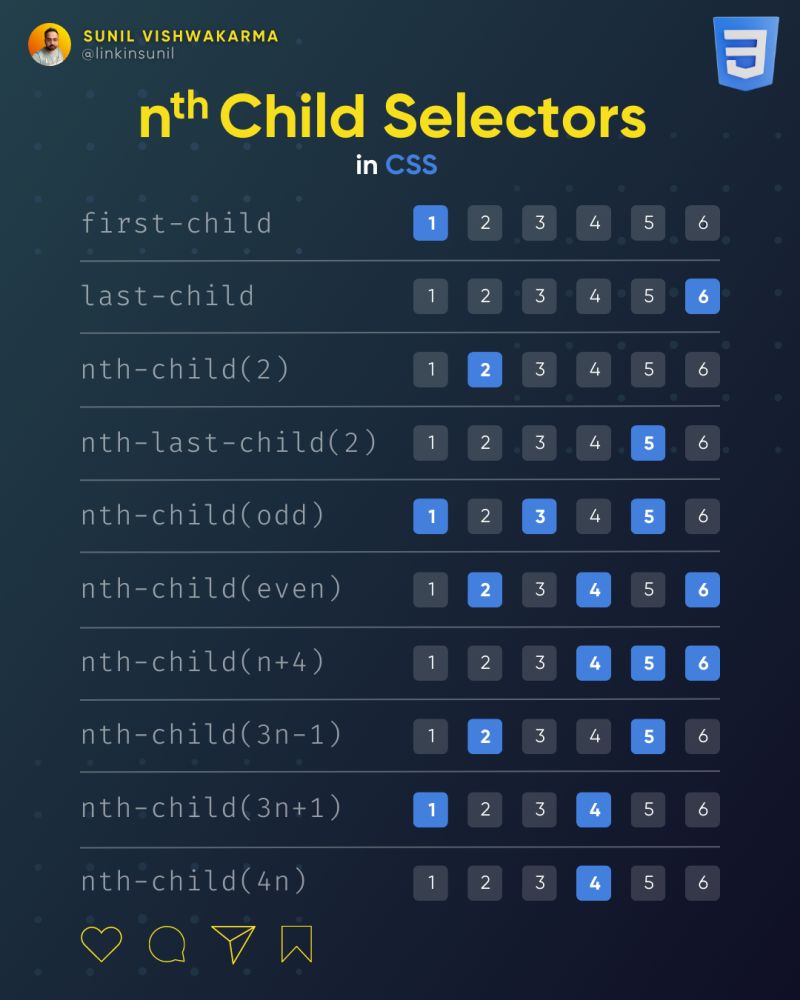 SUNIL VISHWAKARMA
@linkinsunil
nth Child Selectors
in CSS
first-child 1 2 3 4 5 6
last-child 1 2 3 4 5 6
nth-child(2) 1 2 3 4 5 6
nth-last-child(2) 1 2 3 4 5 6
nth-child(odd) 1 2 3 4 5 6
nth-child(even) 1 2 3 4 5 6
nth-child(n+4) 1 2 3 4 5 6
nth-child(3n-1) 1 2 3 4 5 6
nth-child(3n+1) 1 2 3 4 5 6
nth-child(4n) 1 2 3 4 5 6